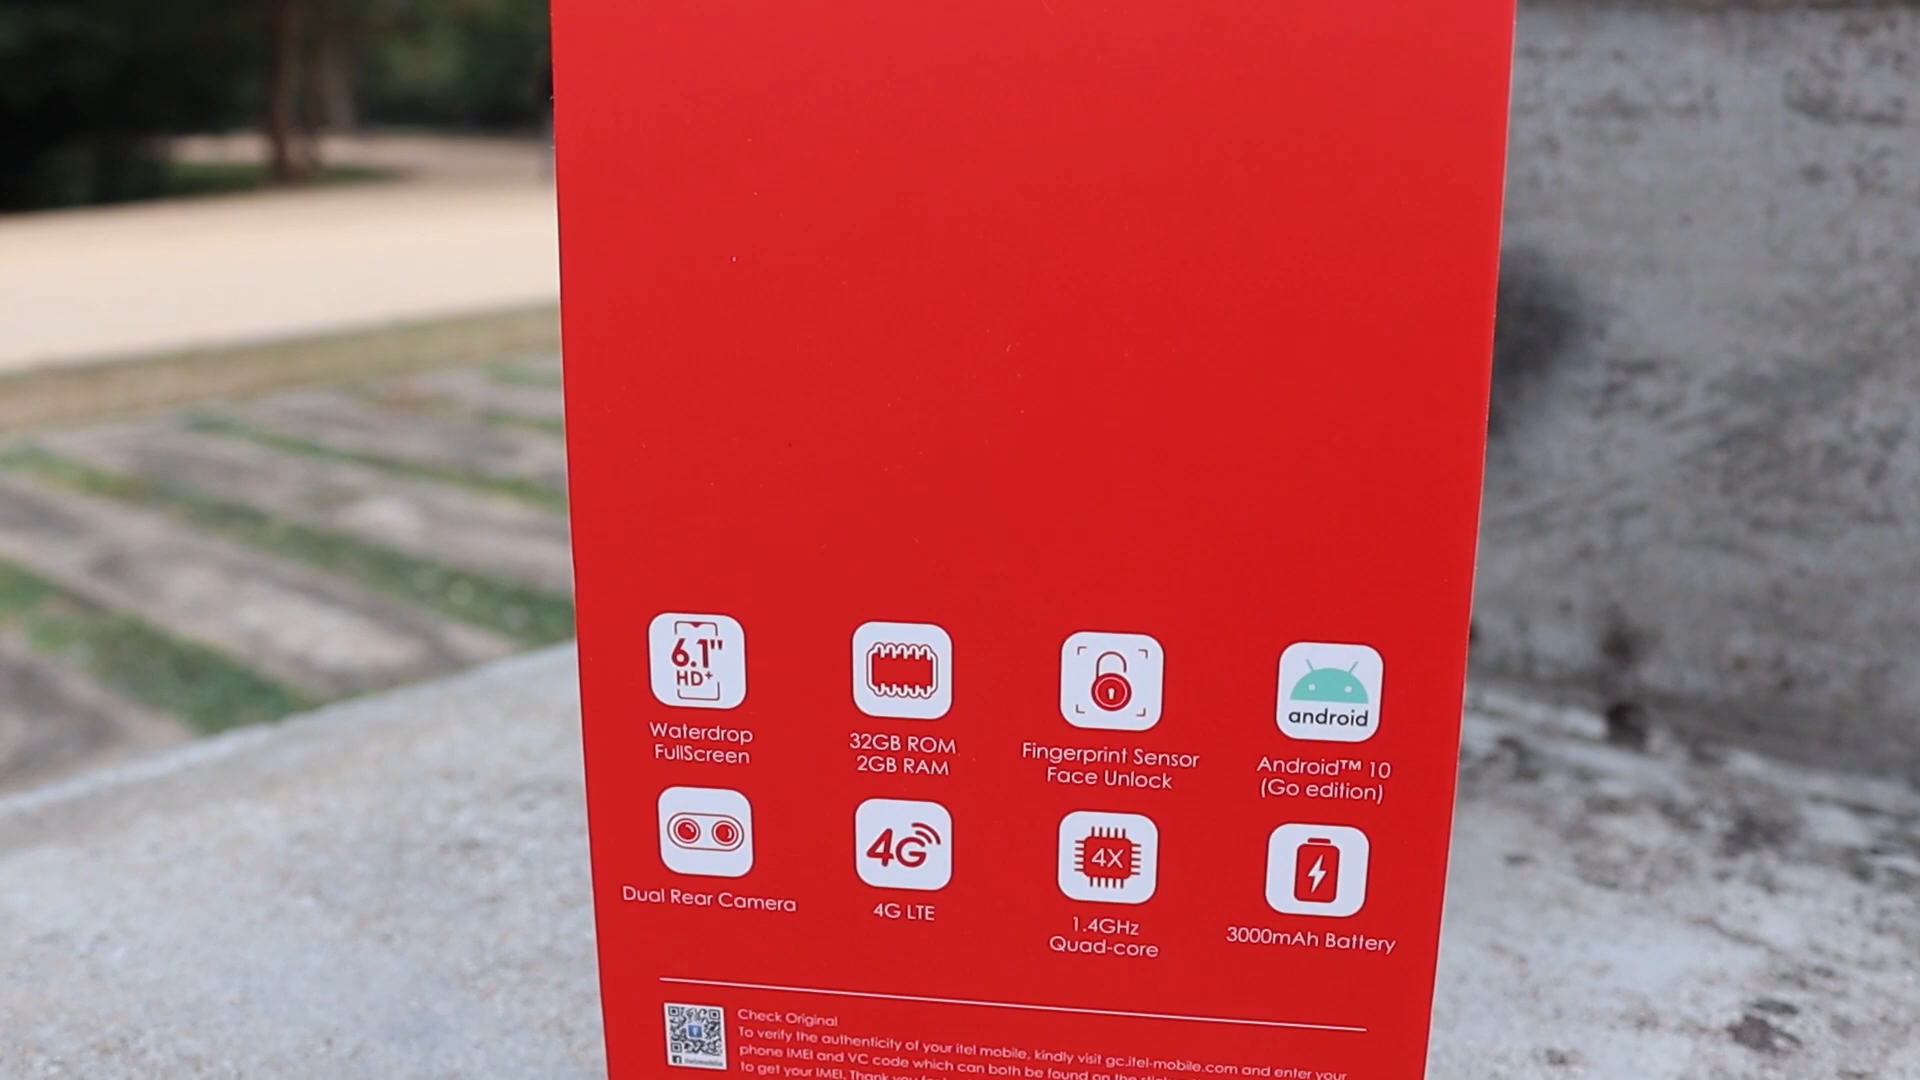 6.1"
HD+
Waterdrop
FullScreen
32GB ROM
2GB RAM
Fingerprint Sensor
Face Unlock
android
Android™ 10
(Go edition)
Dual Rear Camera
4G
4G LTE
4X
1.4GHz
Quad-core
3000mAh Battery
Check Original
To verify the authenticity of your itel mobile, kindly visit gc.itel-mobile.com and enter your
phone IMEI and VC code which can both be found on the
to get your IMEI. Thank you